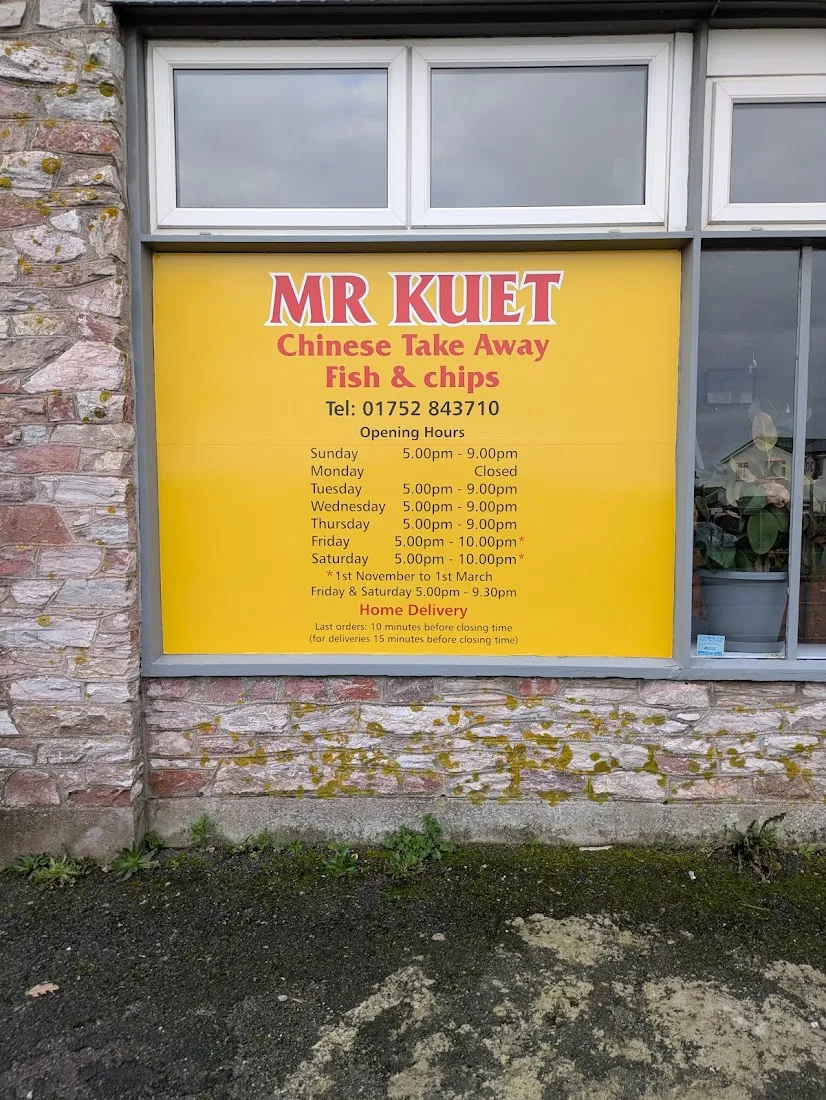 MR KUET
Chinese Take Away
Fish & chips
Tel: 01752 843710
Opening Hours
Sunday 5.00pm - 9.00pm
Monday Closed
Tuesday 5.00pm - 9.00pm
Wednesday 5.00pm - 9.00pm
Thursday 5.00pm - 9.00pm
Friday 5.00pm - 10.00pm*
Saturday 5.00pm - 10.00pm*
*1st November to 1st March
Friday & Saturday 5.00pm - 9.30pm
Home Delivery
Last orders: 10 minutes before closing time
(for deliveries 15 minutes before closing time)